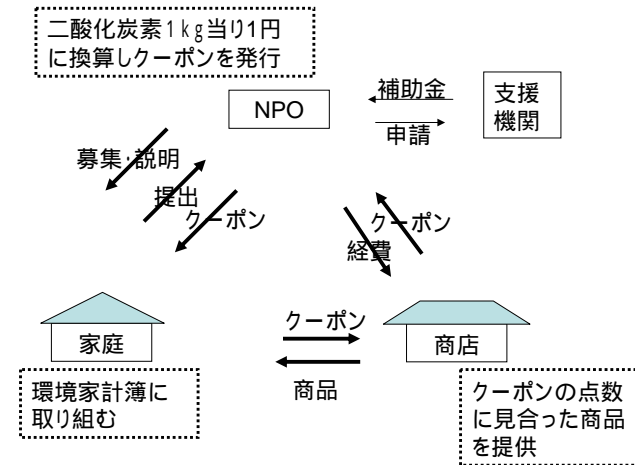 二酸化炭素1kg当り1円
に換算しクーポンを発行
NPO
補助金
申請
支援
機関
募集・説明
提出
クーポン
クーポン
経費
家庭
クーポン
商品
商店
環境家計簿に
取り組む
クーポンの点数
に見合った商品
を提供